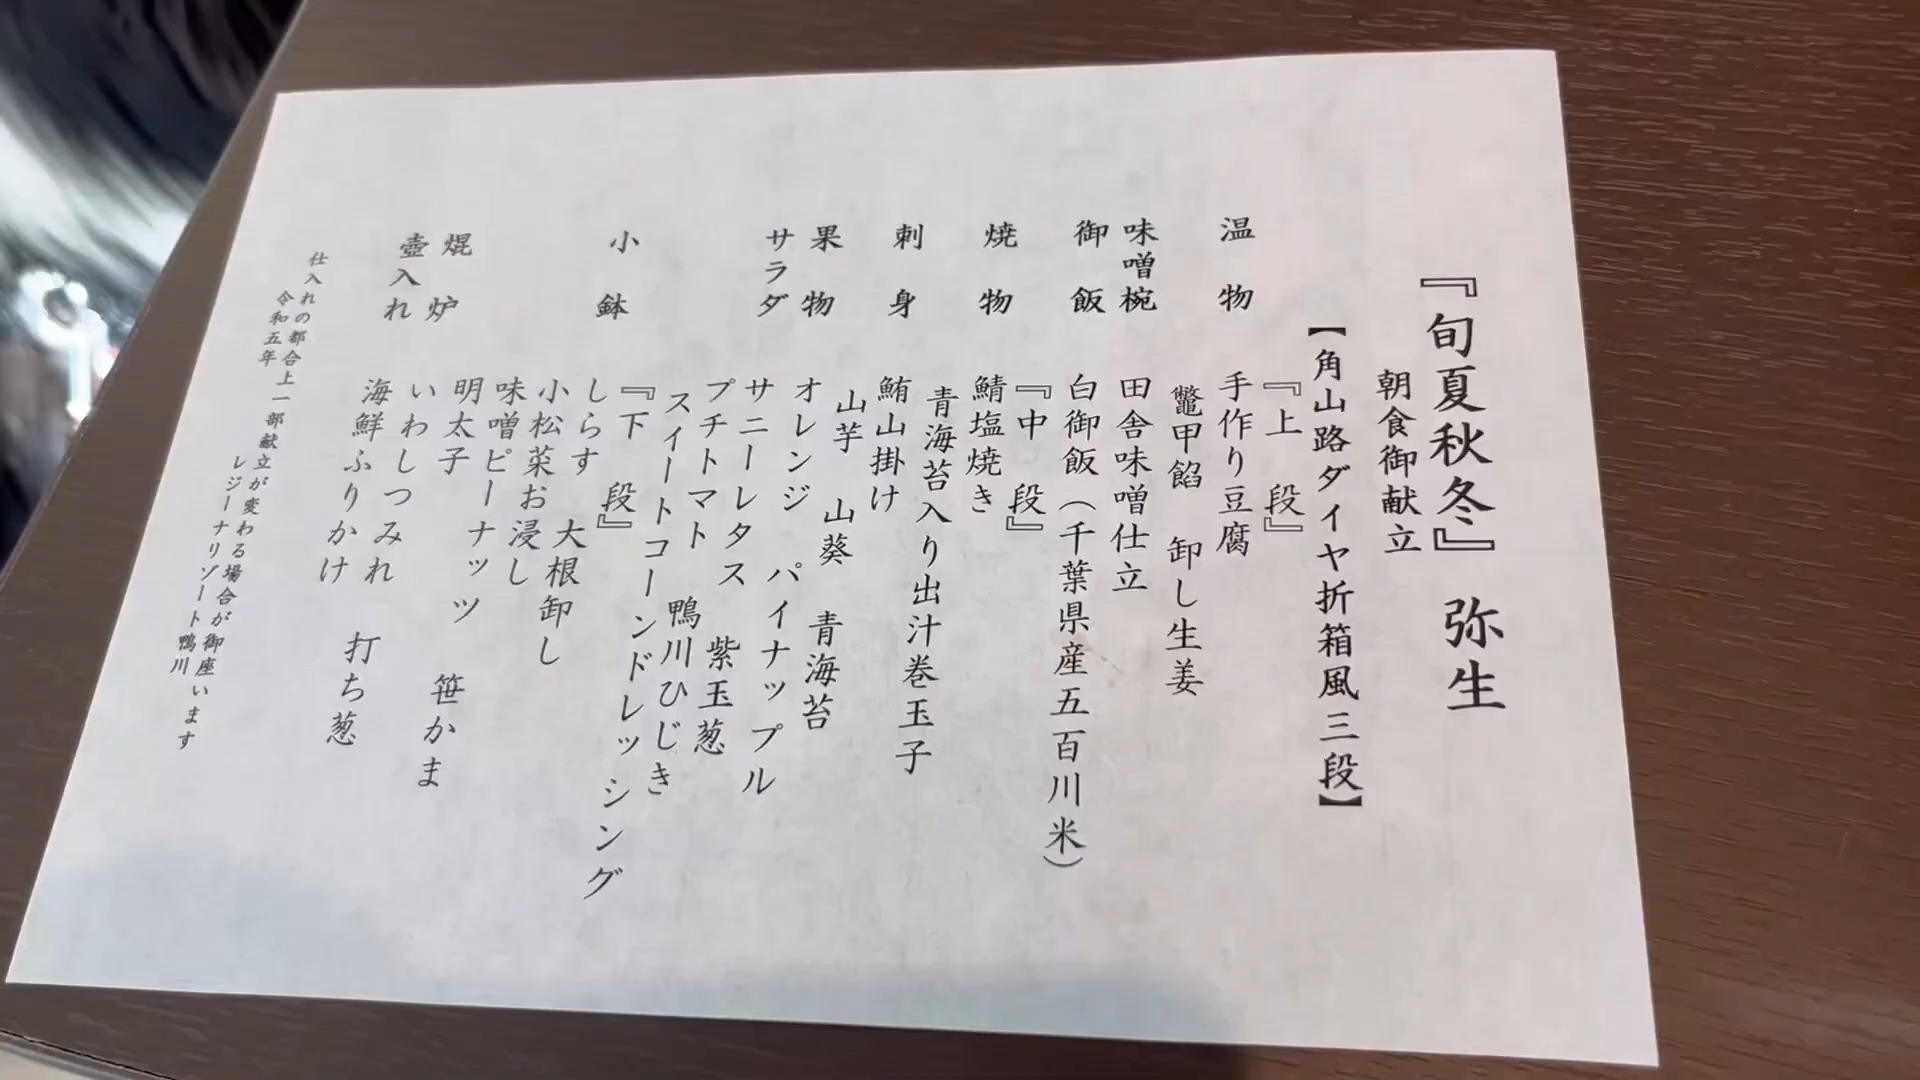 『旬夏秋冬』 弥生
朝食御献立
【角山路ダイヤ折箱風三段】
『上 段』
温物 手作り豆腐
鼈甲餡 卸し生姜
味噌椀 田舎味噌仕立
御飯 白御飯（千葉県産五百川米）
『中 段』
焼物 鯖塩焼き
青海苔入り出汁巻玉子
刺身 鮪山掛け
山芋 山葵 青海苔
果物 オレンジ パイナップル
サラダ サニーレタス 紫玉葱
プチトマト 鴨川ひじき
スイートコーンドレッシング
『下 段』
小鉢 しらす 大根卸し
小松菜お浸し
味噌ピーナッツ
明太子 笹かま
焜炉 いわしつみれ
壺入れ 海鮮ふりかけ 打ち葱
仕入れの都合上一部献立が変わる場合が御座います
令和五年 レジーナリゾート鴨川